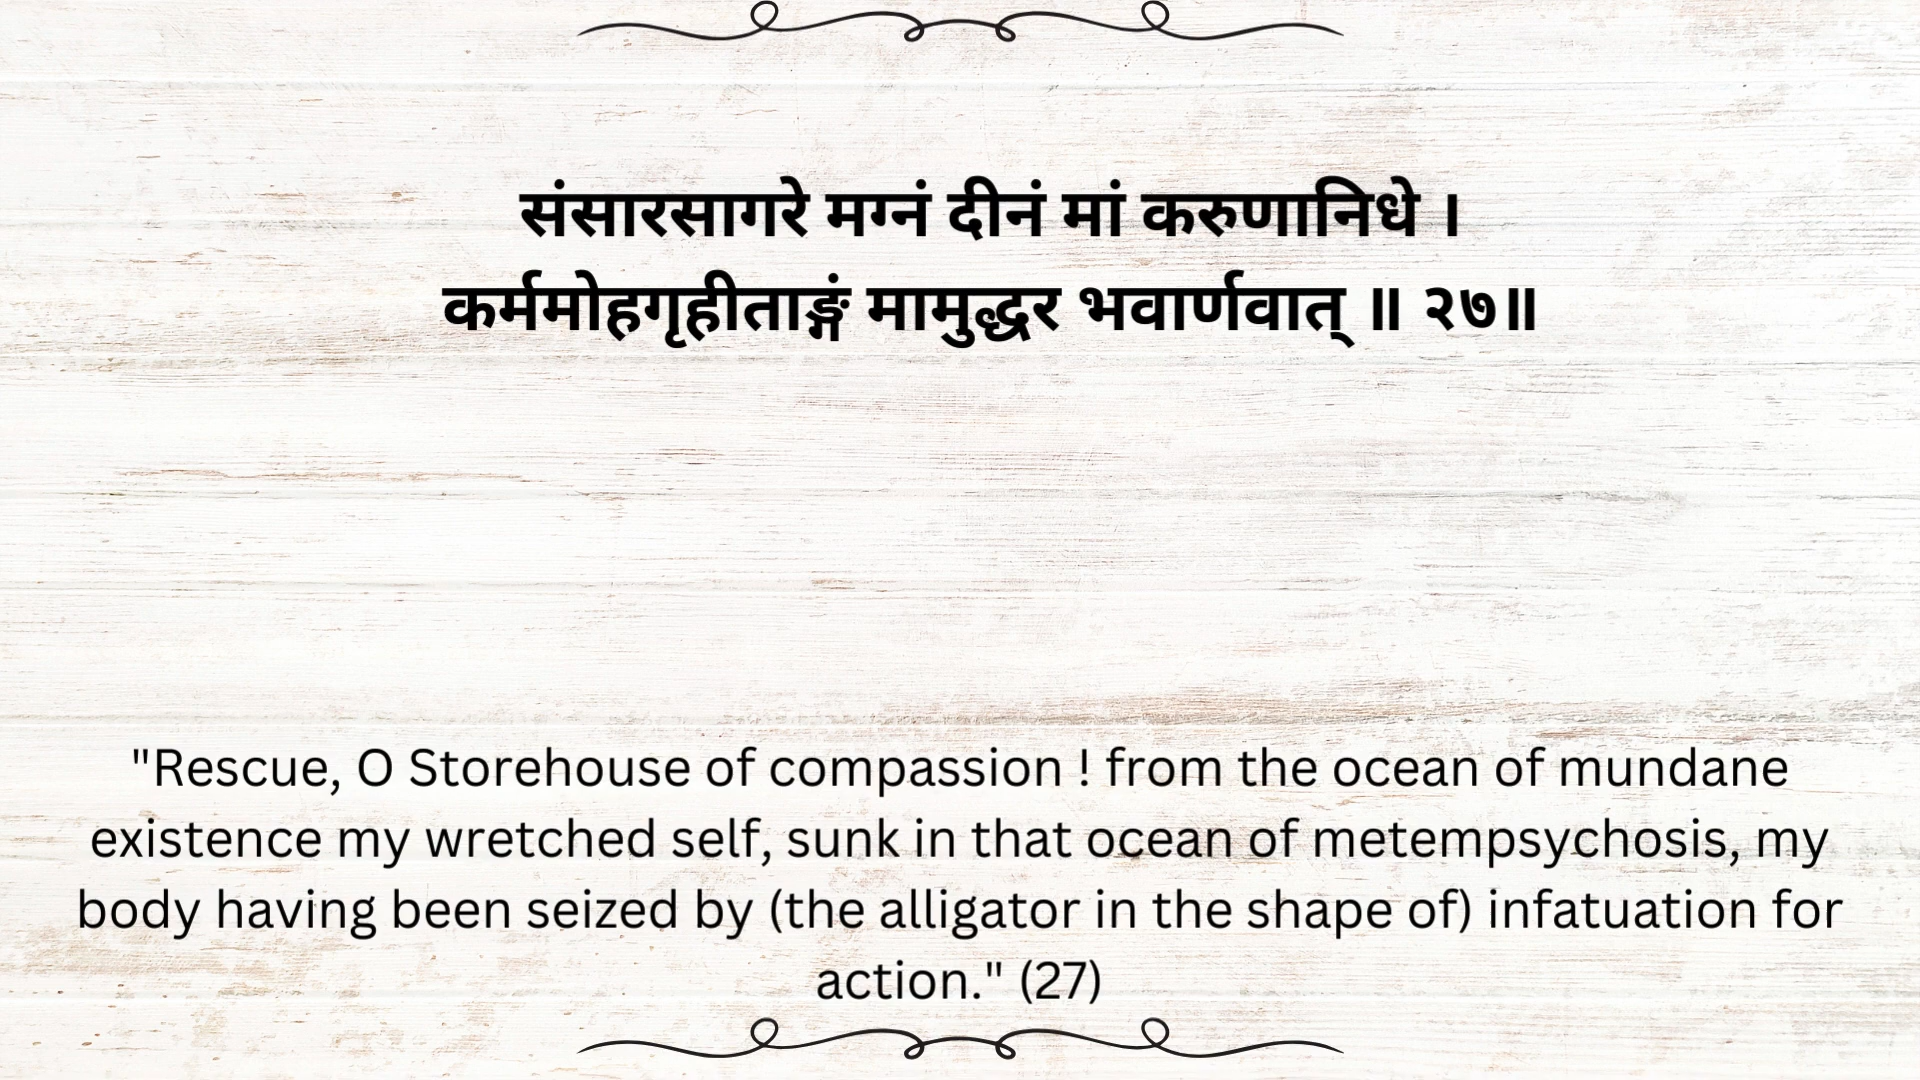 संसारसागरे मग्नं दीनं मां करुणानिधे ।
कर्ममोहगृहीताङ्गं मामुद्धर भवार्णवात् ॥ २७॥
"Rescue, O Storehouse of compassion ! from the ocean of mundane
existence my wretched self, sunk in that ocean of metempsychosis, my
body having been seized by (the alligator in the shape of) infatuation for
action." (27)